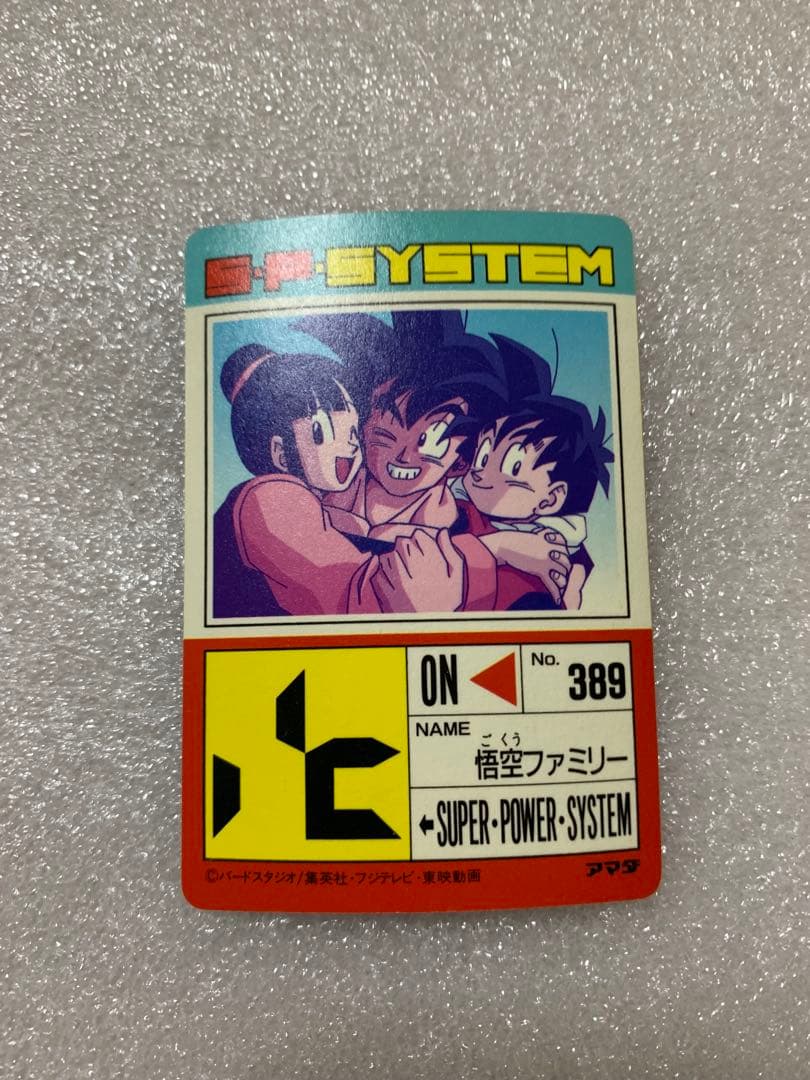 S・P・SYSTEM
ON
No. 389
NAME
ごくう
悟空ファミリー
←SUPER・POWER・SYSTEM
©バードスタジオ/集英社・フジテレビ・東映動画
アマダ